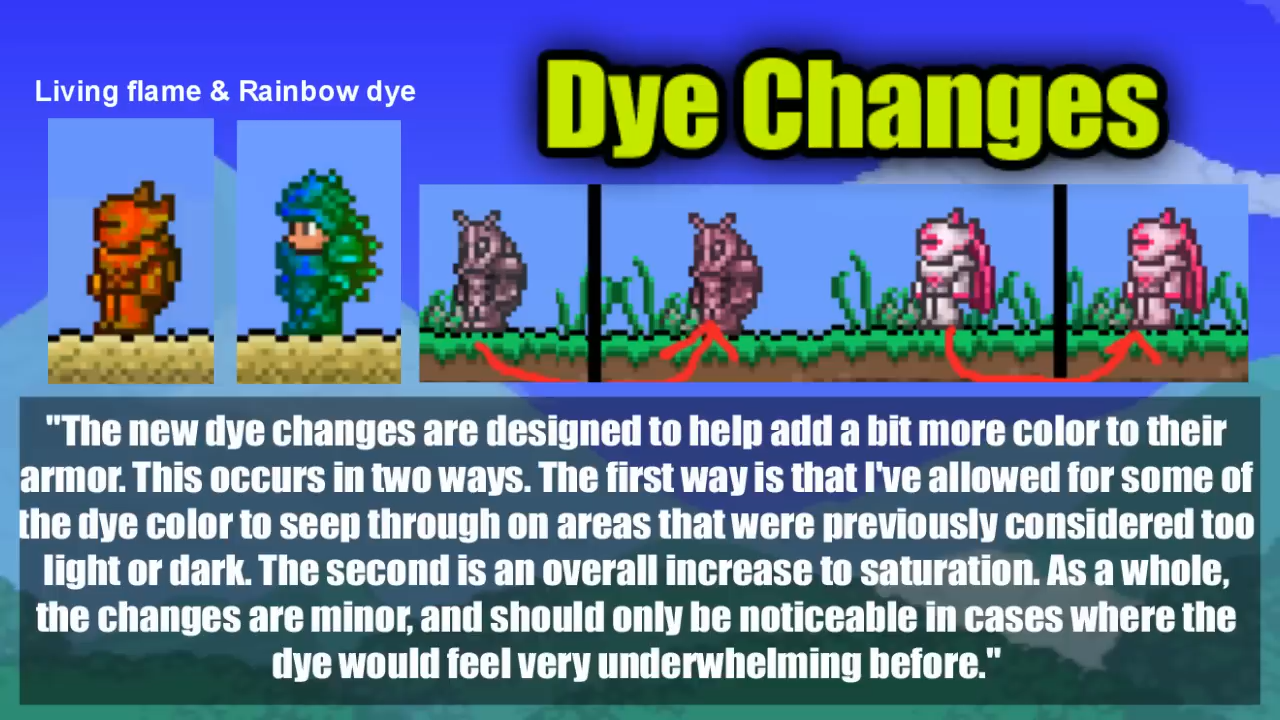 Living flame & Rainbow dye
Dye Changes
"The new dye changes are designed to help add a bit more color to their
armor. This occurs in two ways. The first way is that I've allowed for some of
the dye color to seep through on areas that were previously considered too
light or dark. The second is an overall increase to saturation. As a whole,
the changes are minor, and should only be noticeable in cases where the
dye would feel very underwhelming before."